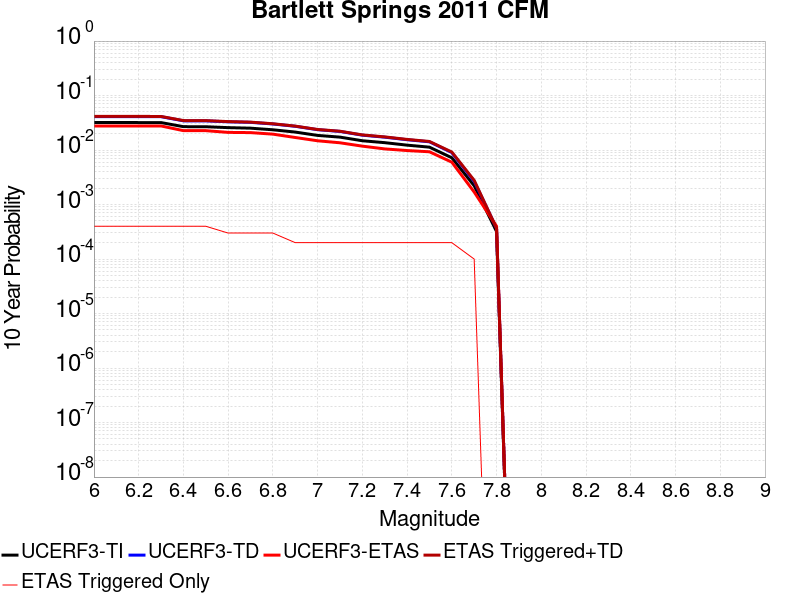 Bartlett Springs 2011 CFM
10 Year Probability
10^0
10^-1
10^-2
10^-3
10^-4
10^-5
10^-6
10^-7
10^-8
6 6.2 6.4 6.6 6.8 7 7.2 7.4 7.6 7.8 8 8.2 8.4 8.6 8.8 9
Magnitude
UCERF3-TI UCERF3-TD UCERF3-ETAS ETAS Triggered+TD
ETAS Triggered Only